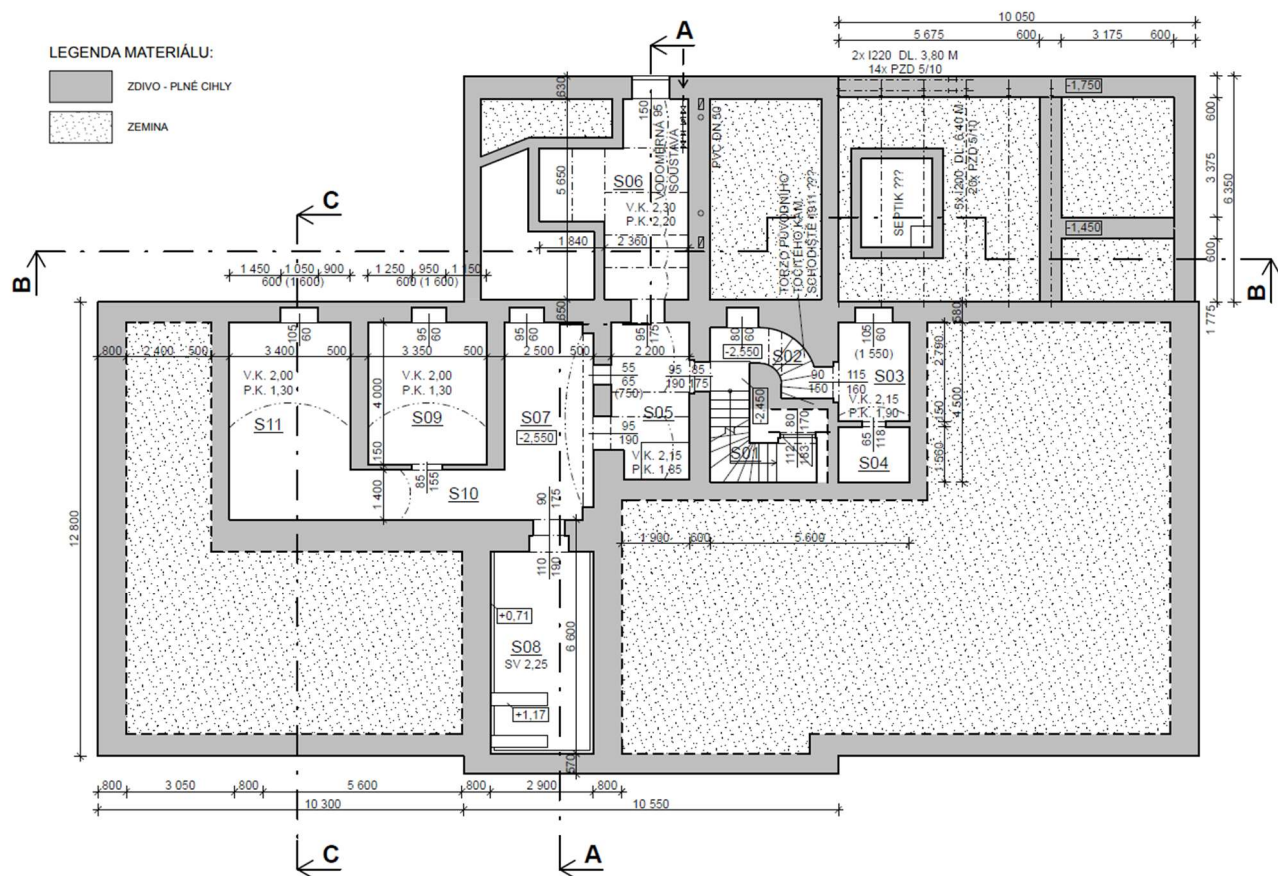 LEGENDA MATERIÁLU:
ZDIVO - PLNÉ CIHLY
ZEMINA
A
10 050
5 675
600
3 175
600
2x I220 DL. 3,80 M
14x PZD 5/10
-1,750
630
150
VODOMĚRNÁ 95
SOUSTAVA
PVC DN 50
5x I200 DL. 6,40 M
26x PZD 5/10
600
3 375
6 350
600
5 650
S06
V.K. 2,30
P.K. 2,20
TORZO PŮVODNÍHO
TOČITÉHO KAM.
SCHODIŠTĚ 1911 ???
SEPTIK ???
-1,450
C
B
B
1 840
2 360
1 450
1 050
900
600 (1 600)
1 250
950
1 150
600 (1 600)
650
580
1 775
105
60
95
60
95
60
95
175
80
60
105
60
800
2 400
500
3 400
500
3 350
500
2 500
500
2 200
-2,550
S02
(1 550)
2 790
V.K. 2,00
P.K. 1,30
V.K. 2,00
P.K. 1,30
55
65
(750)
95
190
85
175
90
150
115
160
S03
4 000
S11
S09
S07
-2,550
S05
-2,450
V.K. 2,15
P.K. 1,90
150
4 500
95
190
80
170
65
118
150
V.K. 2,15
P.K. 1,85
S01
112
163
S04
1 560
85
155
1 400
S10
90
175
12 800
1 900
600
5 600
110
190
+0,71
S08
SV 2,25
6 600
+1,17
570
800
3 050
800
5 600
800
2 900
800
10 300
10 550
C
A